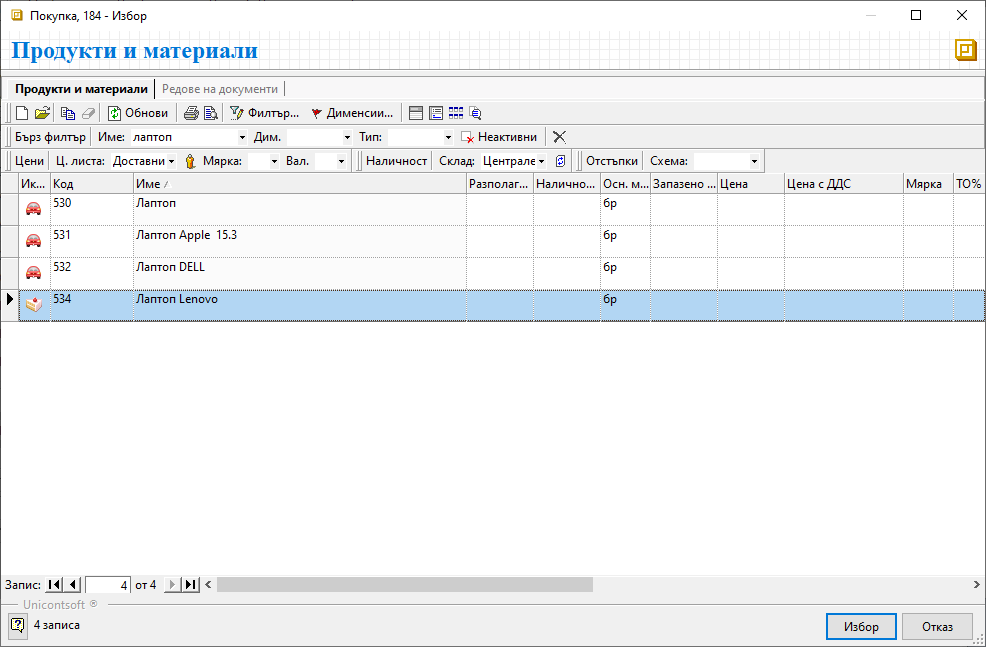 Покупка, 184 - Избор
Продукти и материали
Продукти и материали Редове на документи
Обнови Филтър... Дименсии...
Бърз филтър Име: лаптоп Дим. Тип: Неактивни
Цени Ц. листа: Доставни Мярка: Вал. Наличност Склад: Централе Отстъпки Схема:
Ик... Код Име Разполаг... Налично... Осн. м... Запазено ... Цена Цена с ДДС Мярка ТО%
530 Лаптоп бр
531 Лаптоп Apple 15.3 бр
532 Лаптоп DELL бр
534 Лаптоп Lenovo бр
Запис: 4 от 4
Unicontsoft ®
4 записа Избор Отказ